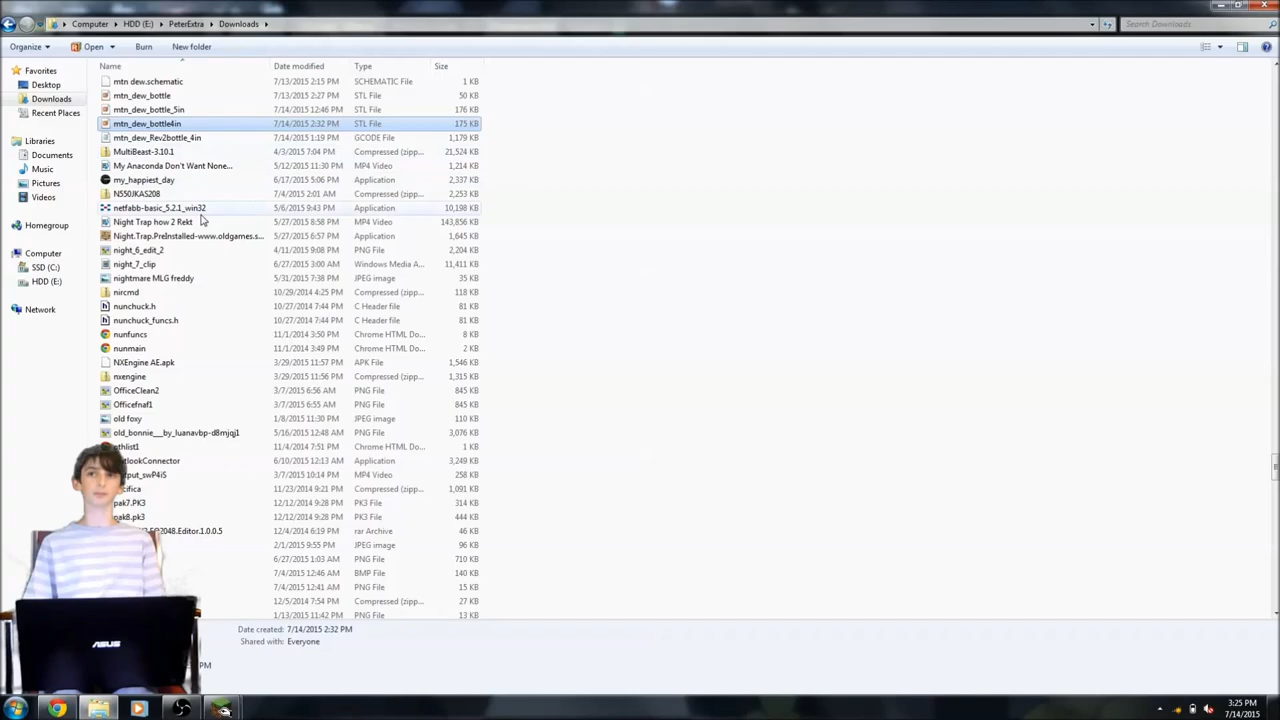 Computer HDD (E:) PeterExtra Downloads Search Downloads
Organize Open Burn New folder
Favorites
Desktop
Downloads
Recent Places
Libraries
Documents
Music
Pictures
Videos
Homegroup
Computer
SSD (C:)
HDD (E:)
Network
Name Date modified Type Size
mtn dew.schematic 7/13/2015 2:15 PM SCHEMATIC File 1 KB
mtn_dew_bottle 7/13/2015 2:27 PM STL File 50 KB
mtn_dew_bottle_5in 7/14/2015 12:46 PM STL File 176 KB
mtn_dew_bottle4in 7/14/2015 2:32 PM STL File 175 KB
mtn_dew_Rev2bottle_4in 7/14/2015 1:19 PM GCODE File 1,179 KB
MultiBeast-3.10.1 4/3/2015 7:04 PM Compressed (zipp... 21,524 KB
My Anaconda Don't Want None... 5/12/2015 11:30 PM MP4 Video 1,214 KB
my_happiest_day 6/17/2015 5:06 PM Application 2,337 KB
N550JKAS208 7/4/2015 2:01 AM Compressed (zipp... 2,253 KB
netfabb-basic_5.2.1_win32 5/6/2015 9:43 PM Application 10,198 KB
Night Trap how 2 Rekt 5/27/2015 8:58 PM MP4 Video 143,856 KB
Night.Trap.PreInstalled-www.oldgames.s... 5/27/2015 6:57 PM Application 1,645 KB
night_6_edit_2 4/11/2015 9:08 PM PNG File 2,204 KB
night_7_clip 6/27/2015 3:00 AM Windows Media A... 11,411 KB
nightmare MLG freddy 5/31/2015 7:38 PM JPEG image 35 KB
nircmd 10/29/2014 4:25 PM Compressed (zipp... 118 KB
nunchuck.h 10/27/2014 7:44 PM C Header file 81 KB
nunchuck_funcs.h 10/27/2014 7:44 PM C Header file 81 KB
nunfuncs 11/1/2014 3:50 PM Chrome HTML Do... 8 KB
nunmain 11/1/2014 3:49 PM Chrome HTML Do... 2 KB
NXEngine AE.apk 3/29/2015 11:57 PM APK File 1,546 KB
nxengine 3/29/2015 11:56 PM Compressed (zipp... 1,315 KB
OfficeClean2 3/7/2015 6:56 AM PNG File 845 KB
Officefnaf1 3/7/2015 6:55 AM PNG File 845 KB
old foxy 1/8/2015 11:30 PM JPEG image 110 KB
old_bonnie__by_luanavbp-d8mjqj1 5/16/2015 12:48 AM PNG File 3,076 KB
othlist1 11/4/2014 7:51 PM Chrome HTML Do... 1 KB
outlookConnector 6/10/2015 12:13 AM Application 3,249 KB
output_swP4iS 3/7/2015 10:14 PM MP4 Video 258 KB
cifica 11/23/2014 9:21 PM Compressed (zipp... 1,091 KB
pak7.PK3 12/12/2014 9:28 PM PK3 File 314 KB
pak8.pk3 12/12/2014 9:28 PM PK3 File 444 KB
2048.Editor.1.0.0.5 12/4/2014 6:19 PM rar Archive 46 KB
2/1/2015 9:55 PM JPEG image 96 KB
6/27/2015 1:03 AM PNG File 710 KB
7/4/2015 12:46 AM BMP File 140 KB
7/4/2015 12:41 AM PNG File 15 KB
12/5/2014 7:54 PM Compressed (zipp... 27 KB
1/13/2015 11:42 PM PNG File 13 KB
Date created: 7/14/2015 2:32 PM
Shared with: Everyone
PM
ASUS
3:25 PM
7/14/2015